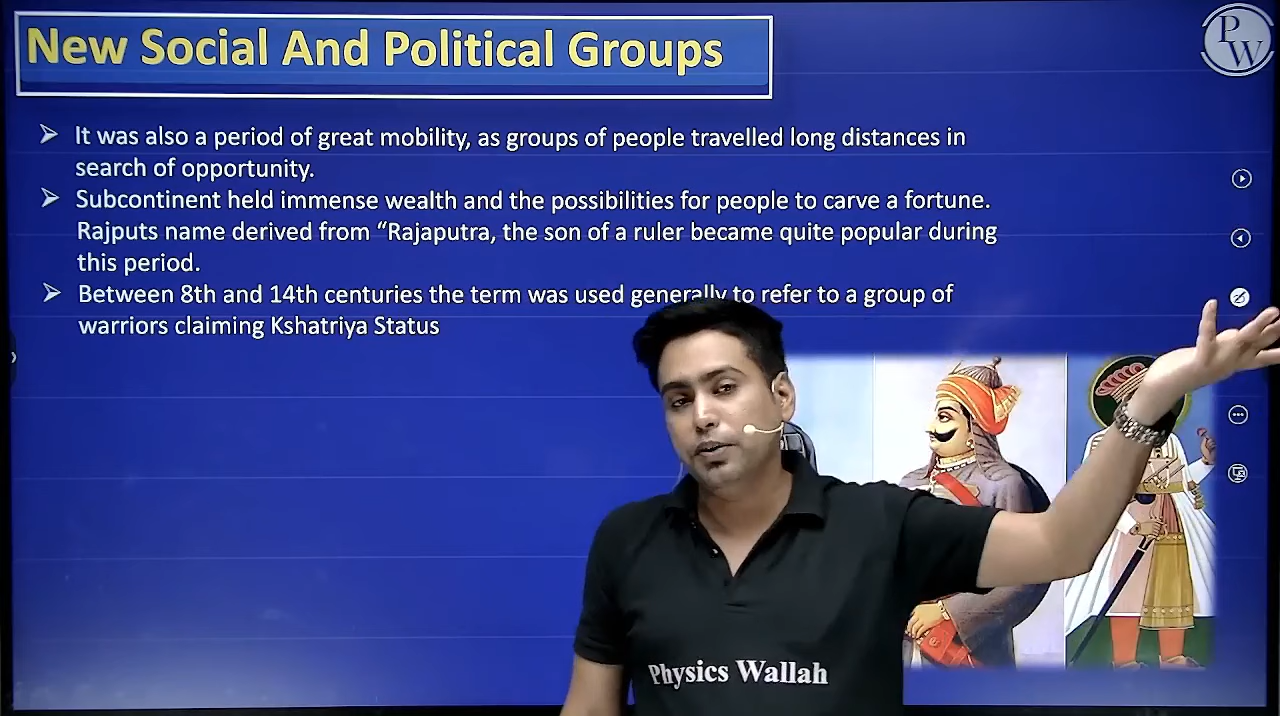 New Social And Political Groups
PW
➢ It was also a period of great mobility, as groups of people travelled long distances in
search of opportunity.
➢ Subcontinent held immense wealth and the possibilities for people to carve a fortune.
Rajputs name derived from “Rajaputra, the son of a ruler became quite popular during
this period.
➢ Between 8th and 14th centuries the term was used generally to refer to a group of
warriors claiming Kshatriya Status
Physics Wallah